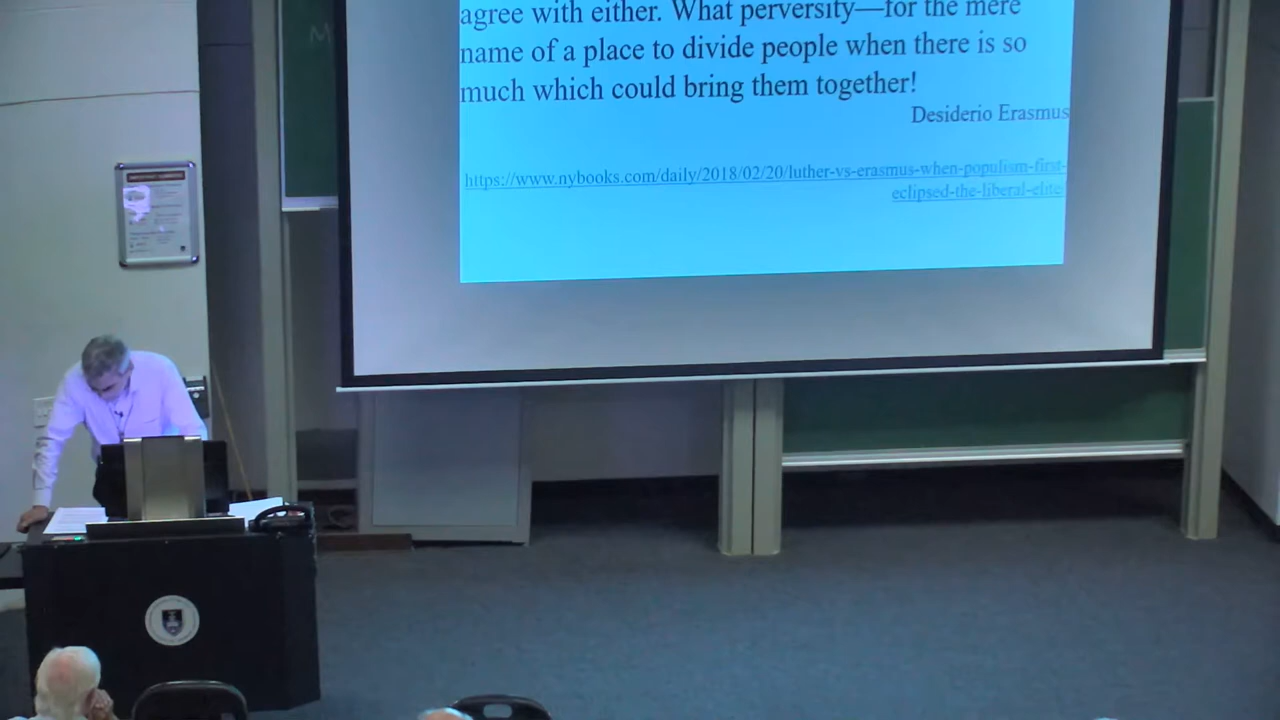 agree with either. What perversity—for the mere
name of a place to divide people when there is so
much which could bring them together!
Desiderio Erasmus
https://www.nybooks.com/daily/2018/02/20/luther-vs-erasmus-when-populism-first-
eclipsed-the-liberal-elite